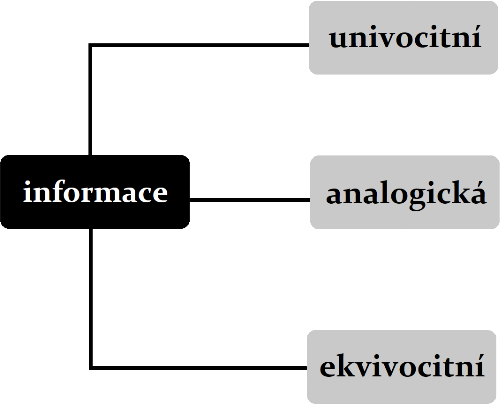 univocitní
informace
analogická
ekvivocitní